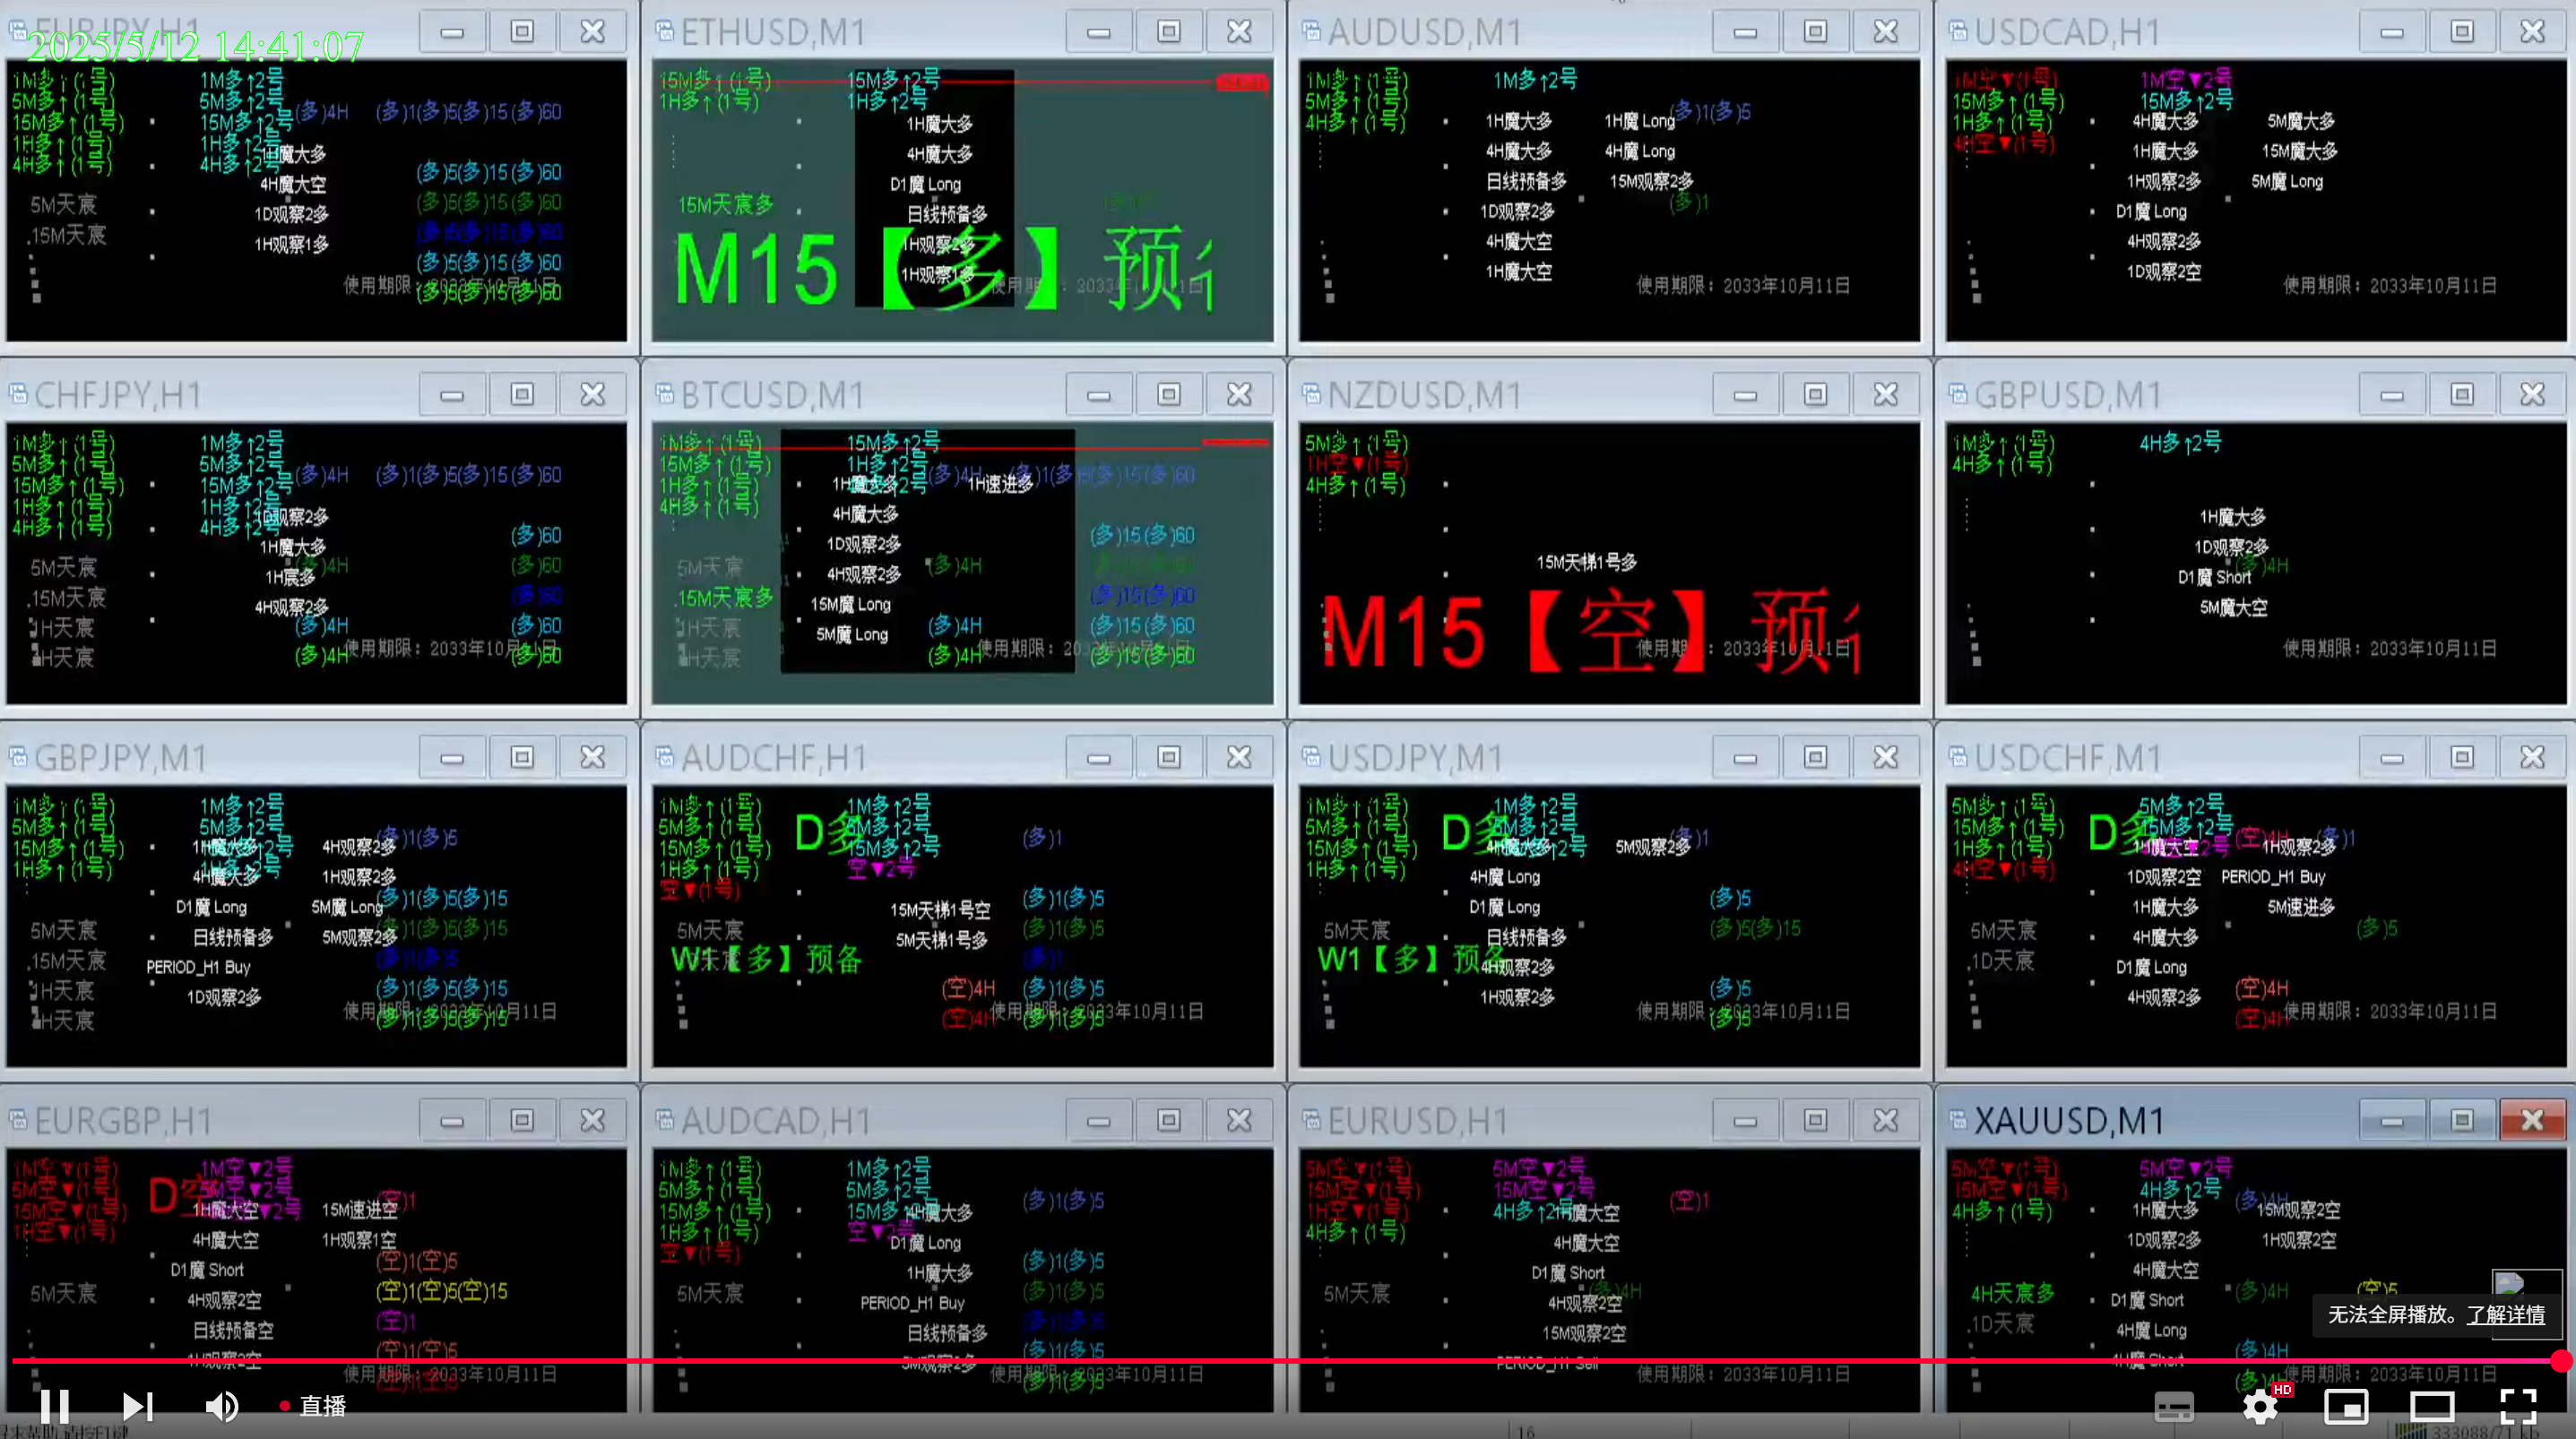 EURJPY,H1
2025/5/12 14:41:07
1M多↑(1号) 1M多↑2号
5M多↑(1号) 5M多↑2号 (多)4H (多)1(多)5(多)15(多)60
15M多↑(1号) 15M多↑2号
1H多↑(1号) 1H多↑2号
4H多↑(1号) 4H多↑2号
1H魔大多
4H魔大空 (多)5(多)15(多)60
5M天宸 1D观察2多 (多)5(多)15(多)60
15M天宸 1H观察1多 (多)5(多)15(多)60
(多)5(多)15(多)60
使用期限:
(多)5(多)15(多)60
ETHUSD,M1
15M多↑(1号) 15M多↑2号
1H多↑(1号) 1H多↑2号
1H魔大多
4H魔大多
D1魔 Long
15M天宸多 日线预备多
M15【多】预
1H观察2多
1H观察1多
AUDUSD,M1
1M多↑(1号) 1M多↑2号
5M多↑(1号) (多)1(多)5
4H多↑(1号) 1H魔大多 1H魔 Long
4H魔大多 4H魔 Long
日线预备多 15M观察2多
1D观察2多 (多)1
4H魔大空
1H魔大空
使用期限: 2033年10月11日
USDCAD,H1
1M空▼(1号) 1M空▼2号
15M多↑(1号) 15M多↑2号
1H多↑(1号) 4H魔大多 5M魔大多
4H空▼(1号) 1H魔大多 15M魔大多
1H观察2多 5M魔 Long
D1魔 Long
4H观察2多
1D观察2空
使用期限: 2033年10月11日
CHFJPY,H1
1M多↑(1号) 1M多↑2号
5M多↑(1号) 5M多↑2号 (多)4H (多)1(多)5(多)15(多)60
15M多↑(1号) 15M多↑2号
1H多↑(1号) 1H多↑2号
4H多↑(1号) 4H多↑2号
1D观察2多 (多)60
1H魔大多 (多)4H (多)60
5M天宸 1H宸多 (多)60
15M天宸 4H观察2多
1H天宸 (多)4H (多)60
4H天宸 (多)4H (多)60
使用期限: 2033年10月11日
BTCUSD,M1
1M多↑(1号) 15M多↑2号
15M多↑(1号) 1H多↑2号 (多)4H (多)1(多)5(多)15(多)60
1H多↑(1号) 1H魔大多 1H速进多
4H多↑(1号) 4H魔大多
1D观察2多 (多)15(多)60
5M天宸 4H观察2多 (多)4H
15M天宸多 15M魔 Long (多)15(多)60
1H天宸 5M魔 Long (多)4H (多)15(多)60
4H天宸 (多)4H (多)15(多)60
使用期限:
NZDUSD,M1
5M多↑(1号)
1H空▼(1号)
4H多↑(1号)
15M天梯1号多
M15【空】预
使用期限: 2033年10月11日
GBPUSD,M1
1M多↑(1号) 4H多↑2号
4H多↑(1号)
1H魔大多
1D观察2多
(多)4H
D1魔 Short
5M魔大空
使用期限: 2033年10月11日
GBPJPY,M1
1M多↑(1号) 1M多↑2号
5M多↑(1号) 5M多↑2号 (多)1(多)5
15M多↑(1号) 1H魔大多 4H观察2多
1H多↑(1号) 4H魔大多 1H观察2多
D1魔 Long 5M魔 Long (多)1(多)5(多)15
5M天宸 日线预备多 5M观察2多 (多)1(多)5(多)15
15M天宸 PERIOD_H1 Buy (多)1(多)5
1H天宸 1D观察2多 (多)1(多)5(多)15
4H天宸 (多)1(多)5(多)15
使用期限: 2033年10月11日
AUDCHF,H1
1M多↑(1号) D多 1M多↑2号
5M多↑(1号) 5M多↑2号 (多)1
15M多↑(1号) 15M多↑2号
1H多↑(1号) 空▼2号
空▼(1号)
15M天梯1号空 (多)1(多)5
5M天宸 5M天梯1号多 (多)1(多)5
W1【多】预备 (多)1
(空)4H (多)1(多)5
(空)4H (多)1(多)5
使用期限: 2033年10月11日
USDJPY,M1
1M多↑(1号) D多 1M多↑2号
5M多↑(1号) 5M多↑2号 (多)1
15M多↑(1号) 4H魔大多 5M观察2多
1H多↑(1号) 4H魔 Long
D1魔 Long (多)5
5M天宸 日线预备多 (多)5(多)15
W1【多】预备 4H观察2多
1H观察2多 (多)5
(多)5
使用期限: 2033年10月11日
USDCHF,M1
5M多↑(1号) D多 5M多↑2号
15M多↑(1号) 15M多↑2号 (空)4H (多)1
1H多↑(1号) 1H魔大空 1H观察2多
4H空▼(1号) 1D观察2空 PERIOD_H1 Buy
1H魔大多 5M速进多
5M天宸 4H魔大多 (多)5
1D天宸 D1魔 Long
4H观察2多 (空)4H
(空)4H
使用期限: 2033年10月11日
EURGBP,H1
1M空▼(1号) 1M空▼2号
5M空▼(1号) D空 5M空▼2号 (空)1
15M空▼(1号) 1H魔大空 15M速进空
1H空▼(1号) 4H魔大空 1H观察1空
D1魔 Short (空)1(空)5
5M天宸 4H观察2空 (空)1(空)5(空)15
日线预备空 (空)1
1H观察2空 (空)1(空)5
使用期限: 2033年10月11日
AUDCAD,H1
1M多↑(1号) 1M多↑2号
5M多↑(1号) 5M多↑2号 (多)1(多)5
15M多↑(1号) 15M多↑2号 4H魔大多
1H多↑(1号) 空▼2号
空▼(1号) D1魔 Long (多)1(多)5
5M天宸 1H魔大多 (多)1(多)5
PERIOD_H1 Buy (多)1(多)5
日线预备多 (多)1(多)5
5M观察2多 (多)1(多)5
使用期限: 2033年10月11日
EURUSD,H1
5M空▼(1号) 5M空▼2号
15M空▼(1号) 15M空▼2号 (空)1
1H空▼(1号) 4H多↑2号 1H魔大空
4H多↑(1号) 4H魔大空
D1魔 Short
5M天宸 4H观察2空 (多)4H
15M观察2空
PERIOD_H1 Sell
使用期限: 2033年10月11日
XAUUSD,M1
5M空▼(1号) 5M空▼2号
15M空▼(1号) 4H多↑2号 (多)4H
4H多↑(1号) 1H魔大多 15M观察2空
1D观察2多 1H观察2空
4H魔大空
4H天宸多 D1魔 Short (多)4H (空)5
1D天宸 4H魔 Long
4H魔 Short (多)4H
(多)4H
使用期限: 2033年10月11日
无法全屏播放。了解详情
直播
HD
16